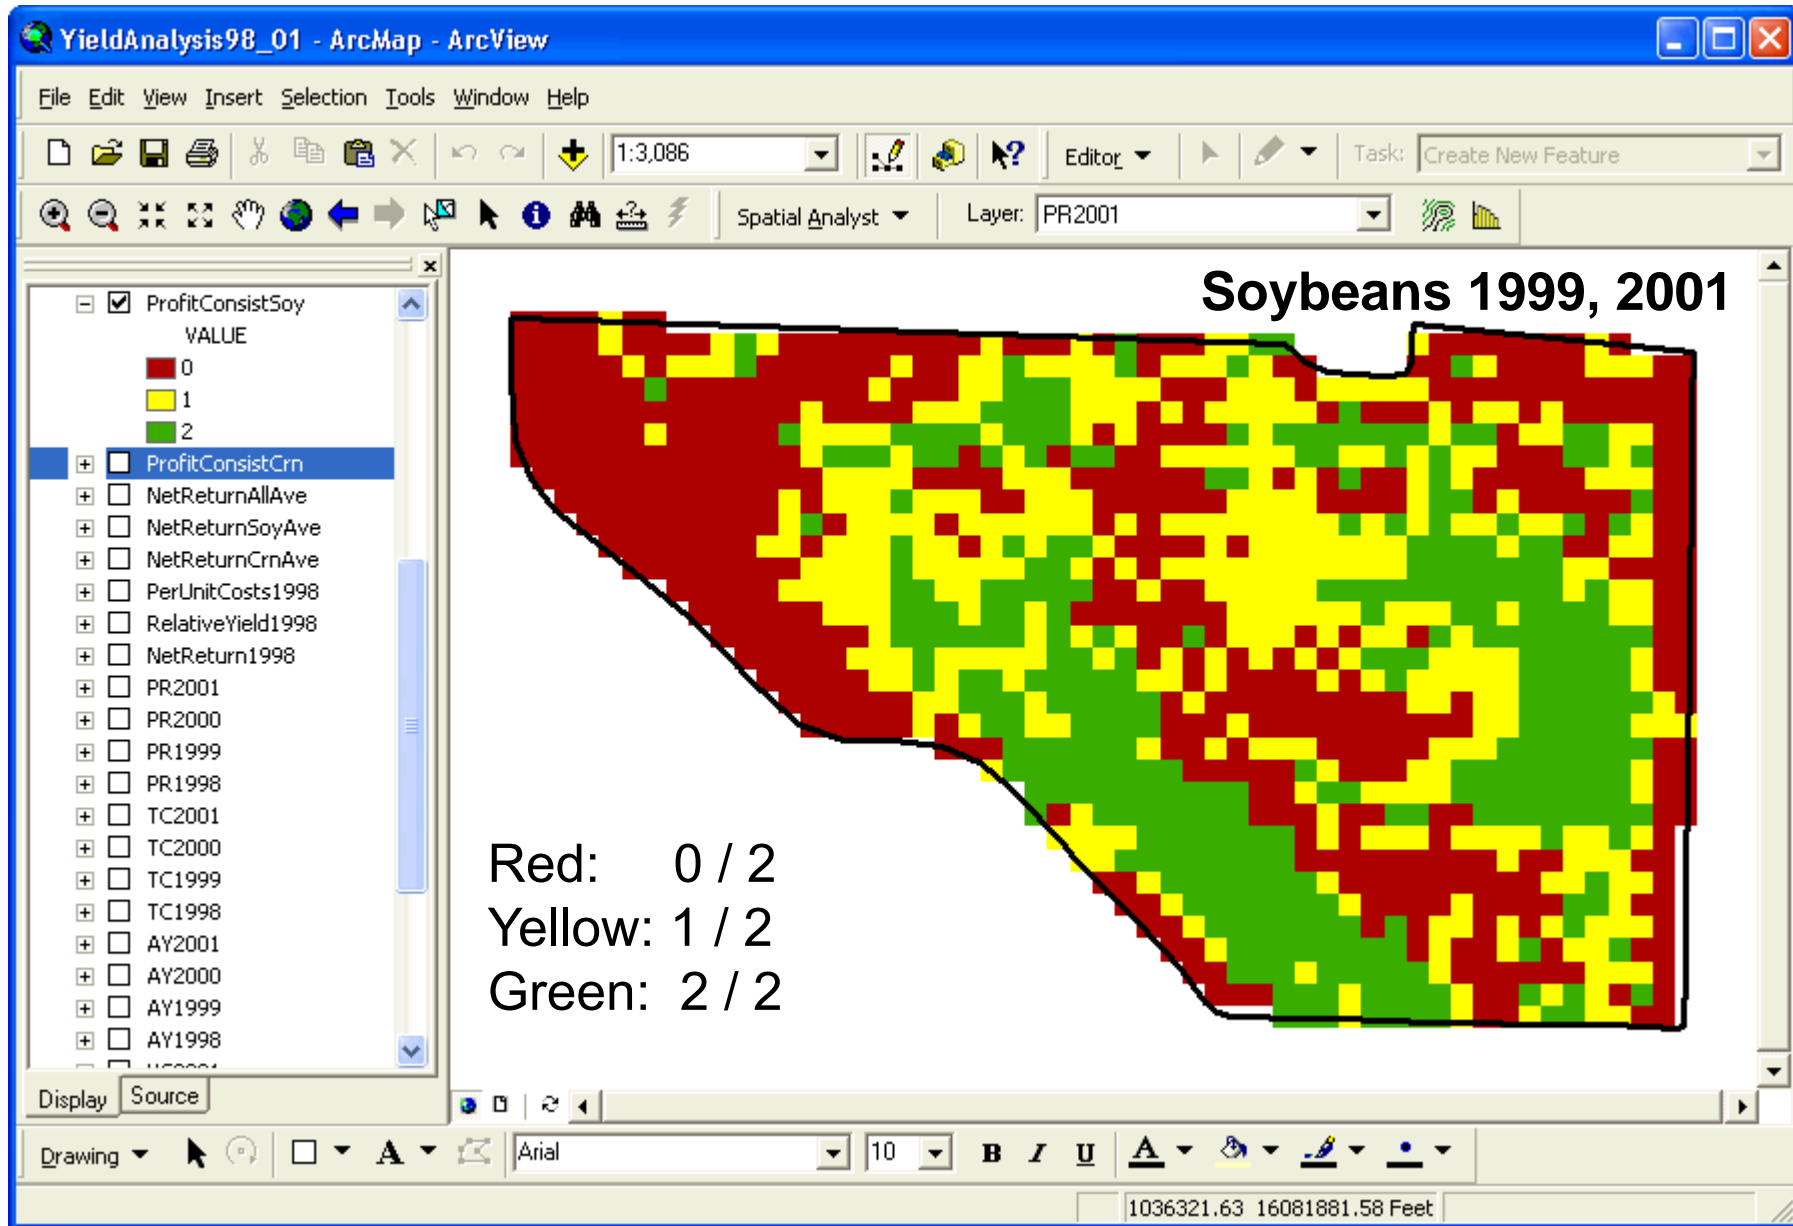 YieldAnalysis98_01 - ArcMap - ArcView
File Edit View Insert Selection Tools Window Help
1:3,086 Editor Task: Create New Feature
Spatial Analyst Layer: PR2001
Soybeans 1999, 2001
ProfitConsistSoy
VALUE
0
1
2
ProfitConsistCrn
NetReturnAllAve
NetReturnSoyAve
NetReturnCrnAve
PerUnitCosts1998
RelativeYield1998
NetReturn1998
PR2001
PR2000
PR1999
PR1998
TC2001
TC2000
TC1999
TC1998
AY2001
AY2000
AY1999
AY1998
Red: 0 / 2
Yellow: 1 / 2
Green: 2 / 2
Display Source
Drawing A Arial 10 B I U A
1036321.63 16081881.58 Feet